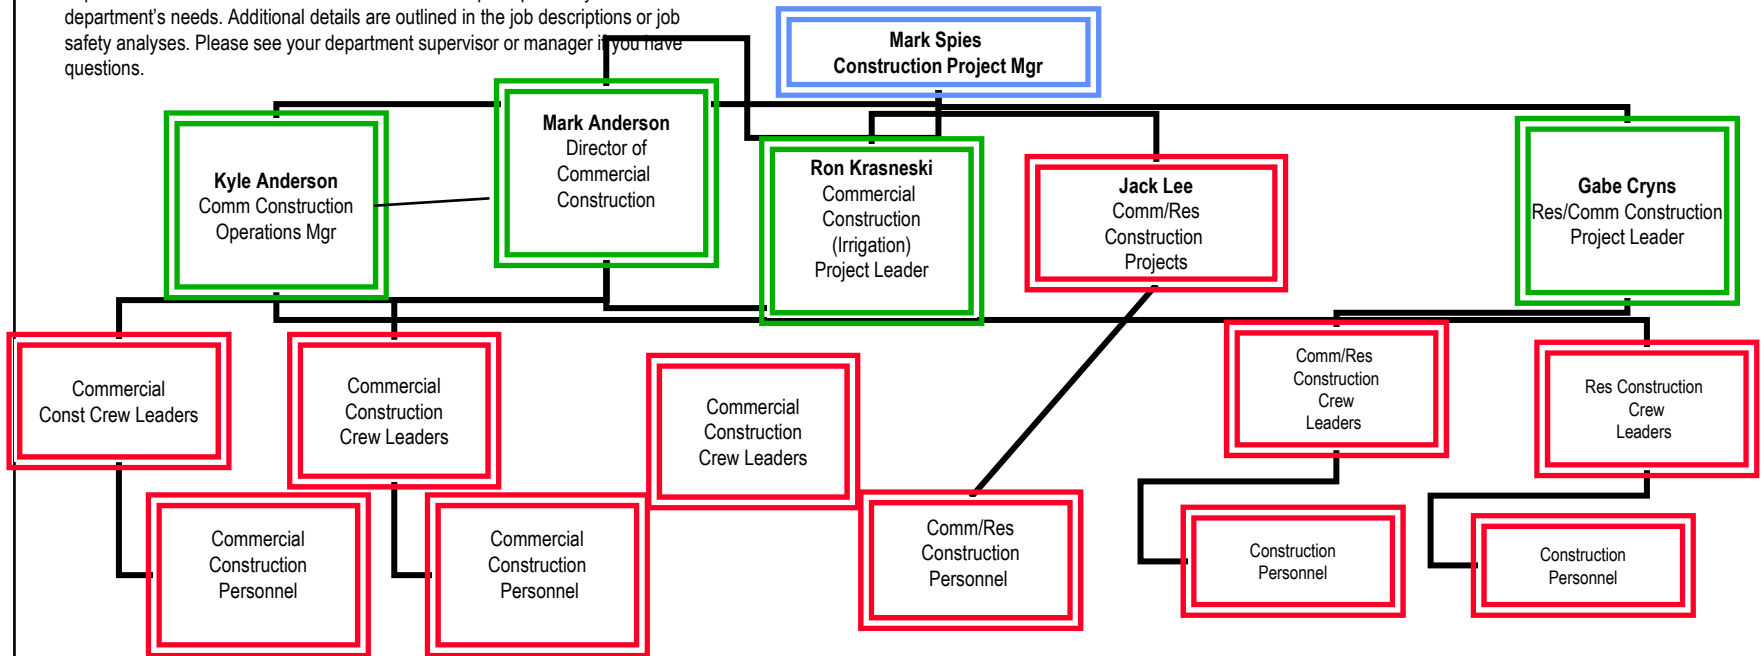 department's needs. Additional details are outlined in the job descriptions or job
safety analyses. Please see your department supervisor or manager if you have
questions.
Mark Spies
Construction Project Mgr
Kyle Anderson
Comm Construction
Operations Mgr
Mark Anderson
Director of
Commercial
Construction
Ron Krasneski
Commercial
Construction
(Irrigation)
Project Leader
Jack Lee
Comm/Res
Construction
Projects
Gabe Cryns
Res/Comm Construction
Project Leader
Commercial
Const Crew Leaders
Commercial
Construction
Crew Leaders
Commercial
Construction
Crew Leaders
Comm/Res
Construction
Crew
Leaders
Res Construction
Crew
Leaders
Commercial
Construction
Personnel
Commercial
Construction
Personnel
Comm/Res
Construction
Personnel
Construction
Personnel
Construction
Personnel